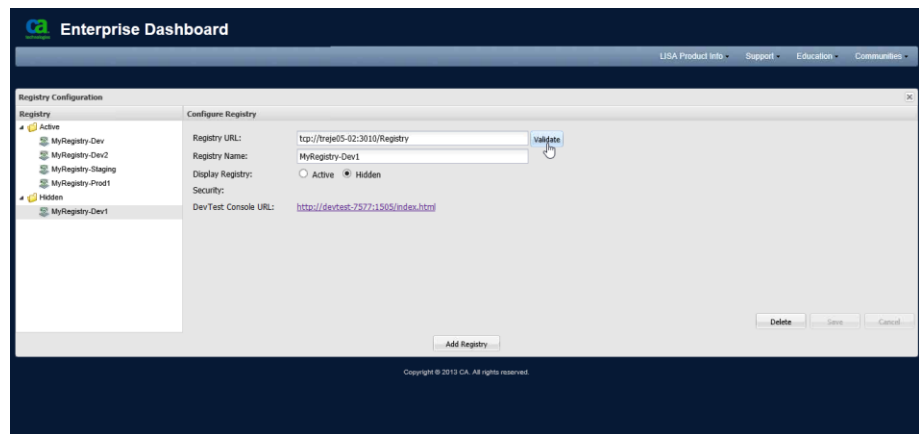 ca
technologies
Enterprise Dashboard
LISA Product Info Support Education Communities
Registry Configuration
Registry Configure Registry
Active
MyRegistry-Dev
MyRegistry-Dev2
MyRegistry-Staging
MyRegistry-Prod1
Hidden
MyRegistry-Dev1
Registry URL: tcp://treje05-02:3010/Registry Validate
Registry Name: MyRegistry-Dev1
Display Registry: Active Hidden
Security:
DevTest Console URL: http://devtest-7577:1505/index.html
Delete Save Cancel
Add Registry
Copyright © 2013 CA. All rights reserved.